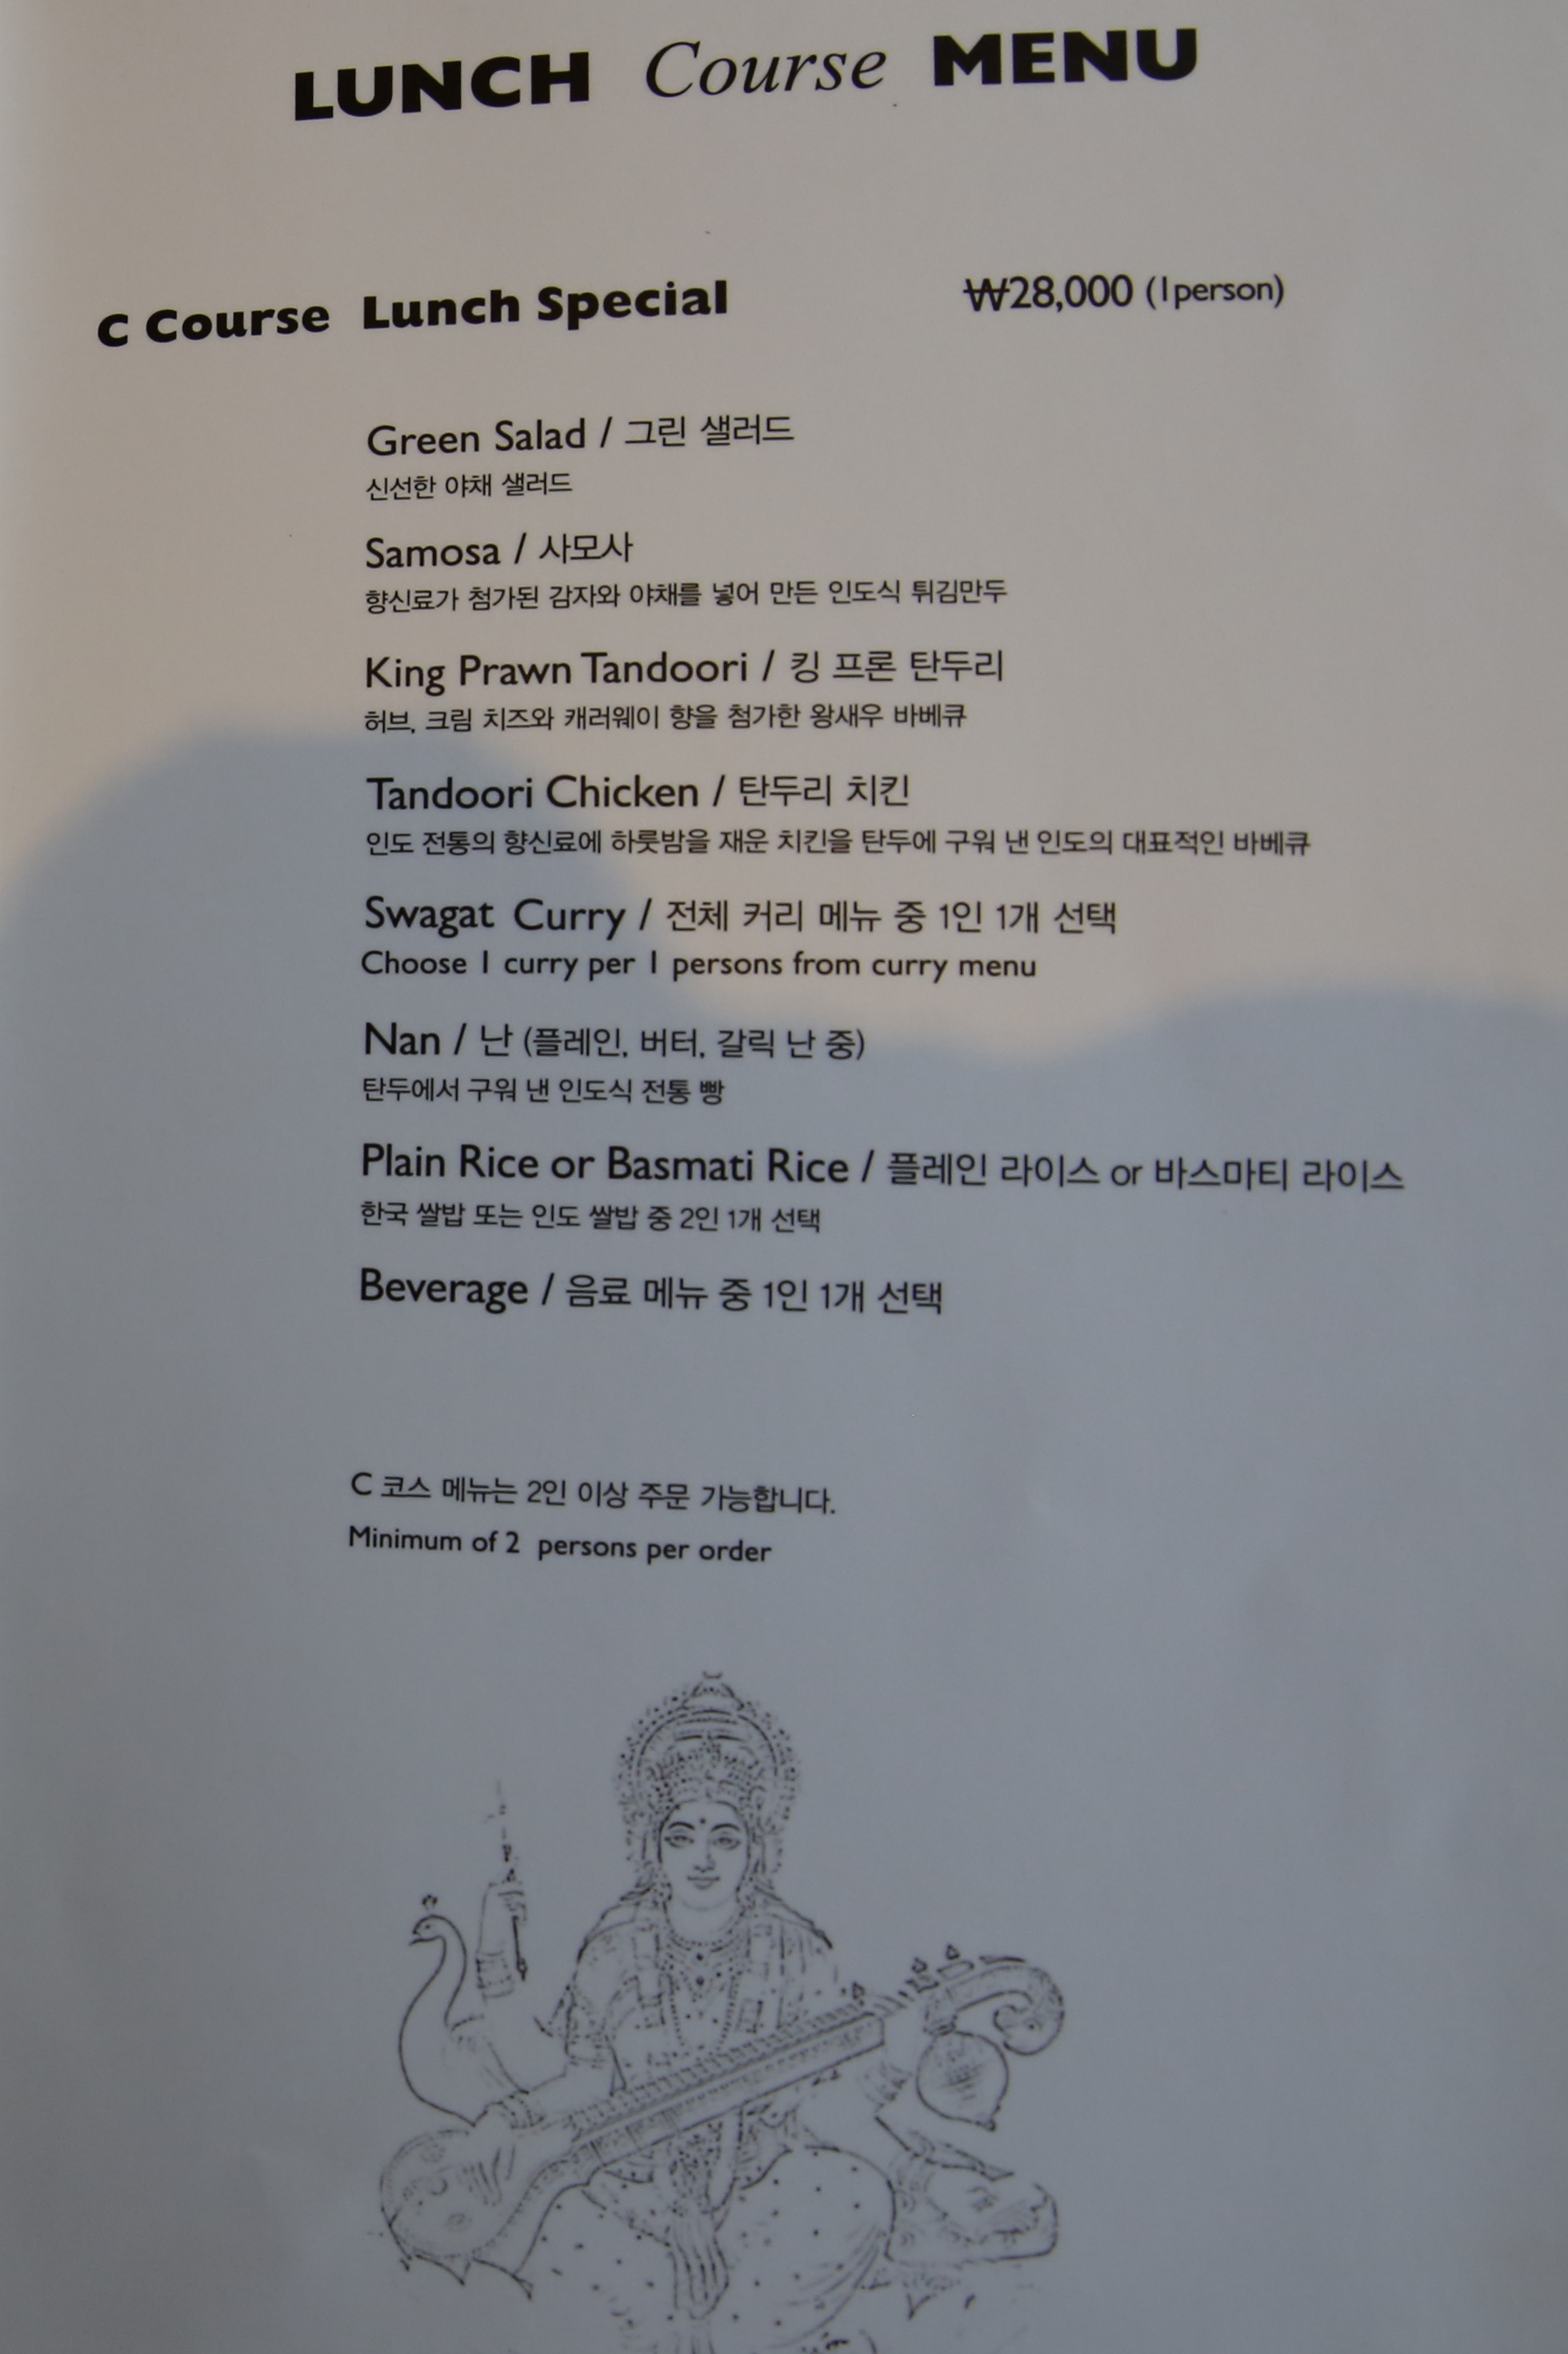 LUNCH Course MENU
C Course Lunch Special ₩28,000 (1person)
Green Salad / 그린 샐러드
신선한 야채 샐러드
Samosa / 사모사
향신료가 첨가된 감자와 야채를 넣어 만든 인도식 튀김만두
King Prawn Tandoori / 킹 프론 탄두리
허브, 크림 치즈와 캐러웨이 향을 첨가한 왕새우 바베큐
Tandoori Chicken / 탄두리 치킨
인도 전통의 향신료에 하룻밤을 재운 치킨을 탄두에 구워 낸 인도의 대표적인 바베큐
Swagat Curry / 전체 커리 메뉴 중 1인 1개 선택
Choose 1 curry per 1 persons from curry menu
Nan / 난 (플레인, 버터, 갈릭 난 중)
탄두에서 구워 낸 인도식 전통 빵
Plain Rice or Basmati Rice / 플레인 라이스 or 바스마티 라이스
한국 쌀밥 또는 인도 쌀밥 중 2인 1개 선택
Beverage / 음료 메뉴 중 1인 1개 선택
C 코스 메뉴는 2인 이상 주문 가능합니다.
Minimum of 2 persons per order